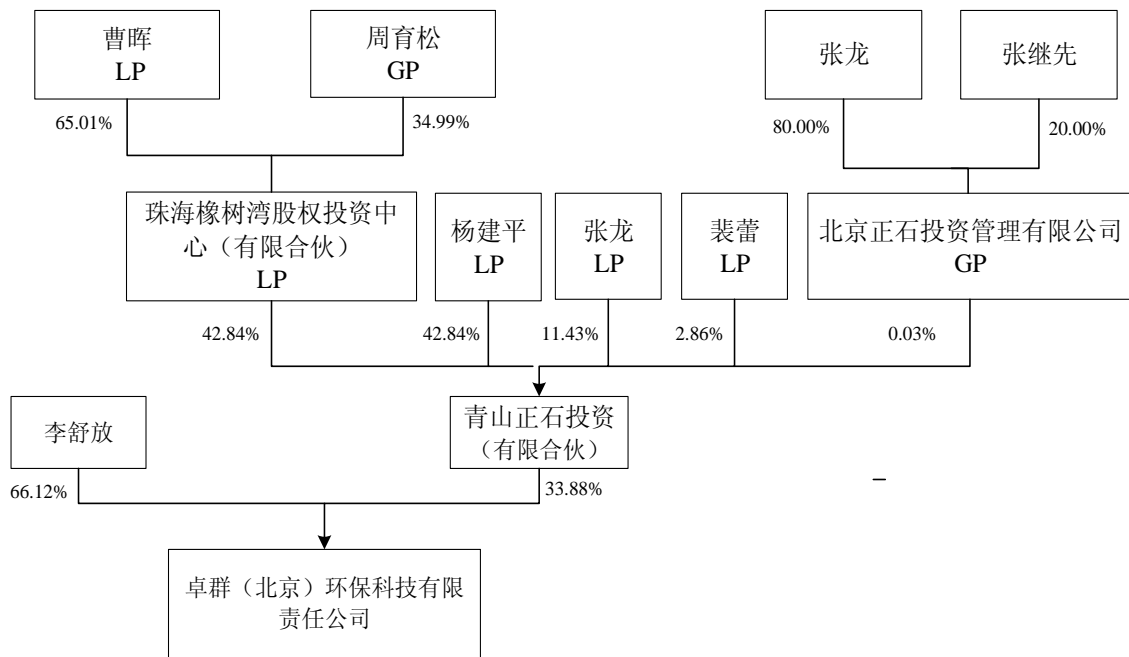 曹晖
LP
周育松
GP
张龙
张继先
65.01%
34.99%
80.00%
20.00%
珠海橡树湾股权投资中
心（有限合伙）
LP
杨建平
LP
张龙
LP
裴蕾
LP
北京正石投资管理有限公司
GP
42.84%
42.84%
11.43%
2.86%
0.03%
李舒放
青山正石投资
（有限合伙）
66.12%
33.88%
卓群（北京）环保科技有限
责任公司